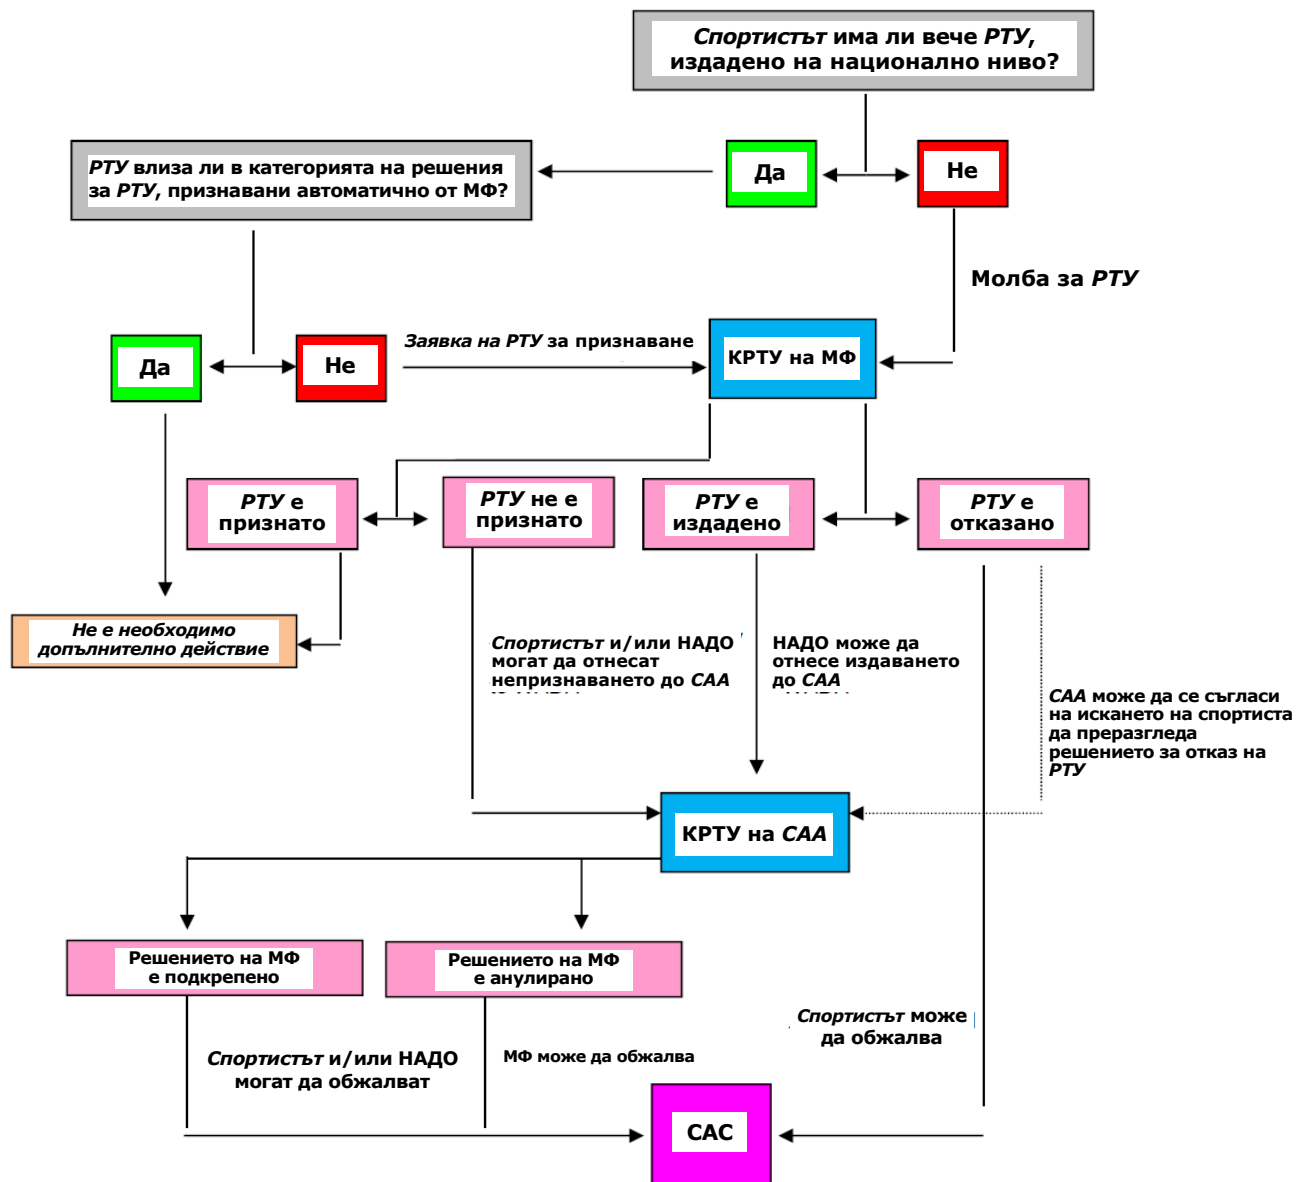 Спортистът има ли вече РТУ,
издадено на национално ниво?
РТУ влиза ли в категорията на решения
за РТУ, признавани автоматично от МФ?
Да
Не
Молба за РТУ
Да
Не
Заявка на РТУ за признаване
КРТУ на МФ
РТУ е
признато
РТУ не е
признато
РТУ е
издадено
РТУ е
отказано
Не е необходимо
допълнително действие
Спортистът и/или НАДО
могат да отнесат
непризнаването до САА
НАДО може да
отнесе издаването
до САА
САА може да се съгласи
на искането на спортиста
да преразгледа
решението за отказ на
РТУ
КРТУ на САА
Решението на МФ
е подкрепено
Решението на МФ
е анулирано
Спортистът може
да обжалва
Спортистът и/или НАДО
могат да обжалват
МФ може да обжалва
САС